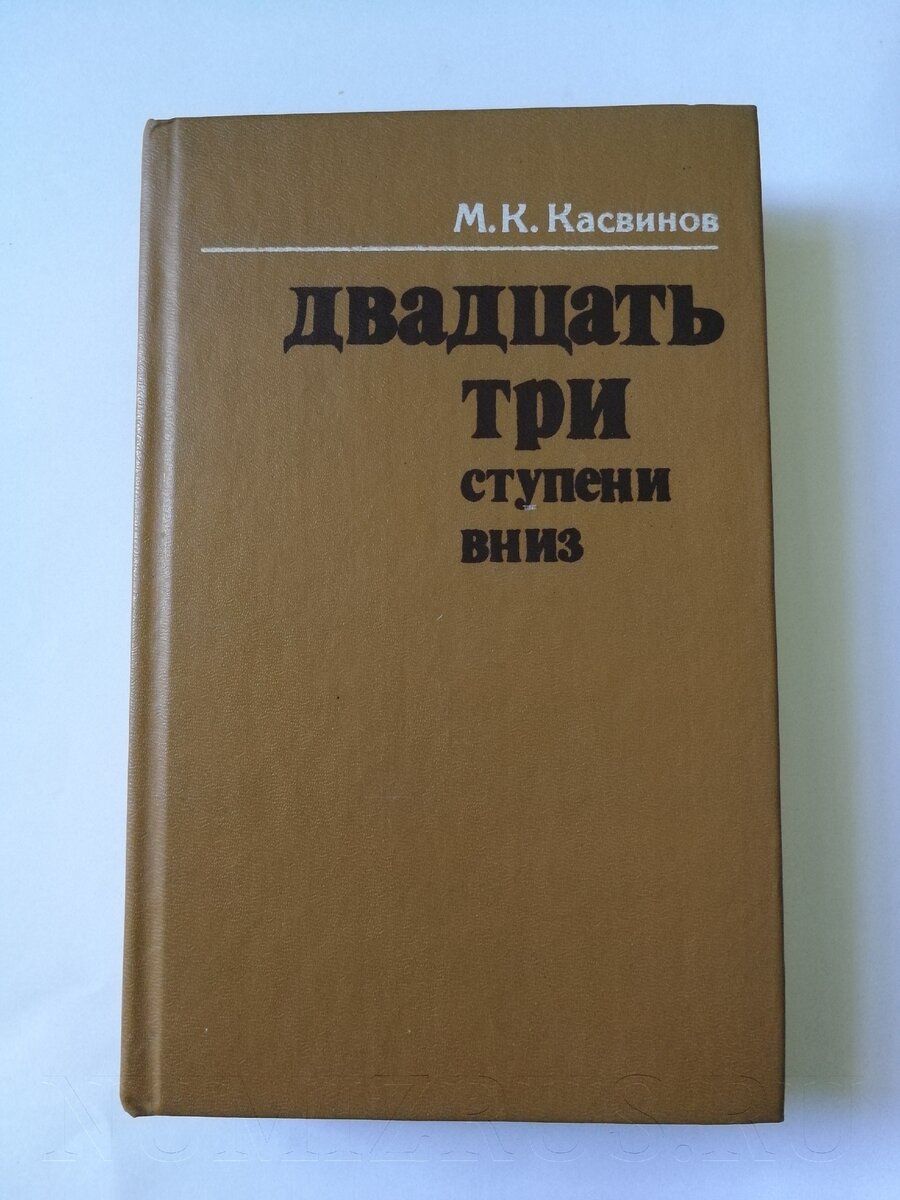 М.К. Касвинов
двадцать
три
ступени
вниз
NUMIZRUS.RU